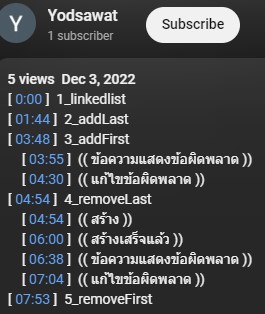 Y
Yodsawat
1 subscriber
Subscribe
5 views Dec 3, 2022
[ 0:00 ] 1_linkedlist
[ 01:44 ] 2_addLast
[ 03:48 ] 3_addFirst
[ 03:55 ] (( ข้อความแสดงข้อผิดพลาด ))
[ 04:30 ] (( แก้ไขข้อผิดพลาด ))
[ 04:54 ] 4_removeLast
[ 04:54 ] (( สร้าง ))
[ 06:00 ] (( สร้างเสร็จแล้ว ))
[ 06:38 ] (( ข้อความแสดงข้อผิดพลาด ))
[ 07:04 ] (( แก้ไขข้อผิดพลาด ))
[ 07:53 ] 5_removeFirst